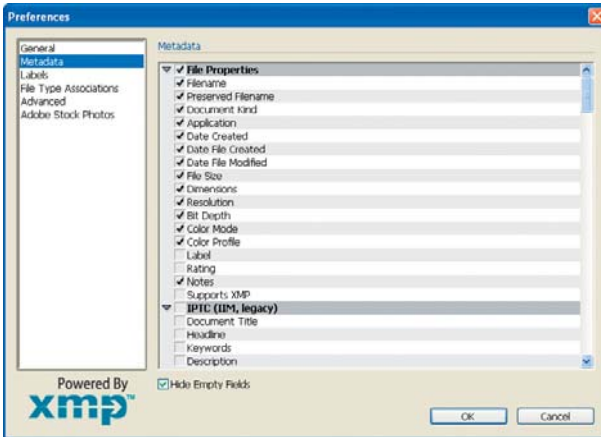 Preferences
General
Metadata
Labels
File Type Associations
Advanced
Adobe Stock Photos
Metadata
File Properties
Filename
Preserved Filename
Document Kind
Application
Date Created
Date File Created
Date File Modified
File Size
Dimensions
Resolution
Bit Depth
Color Mode
Color Profile
Label
Rating
Notes
Supports XMP
IPTC (IIM, legacy)
Document Title
Headline
Keywords
Description
Powered By
xmp™
Hide Empty Fields
OK
Cancel